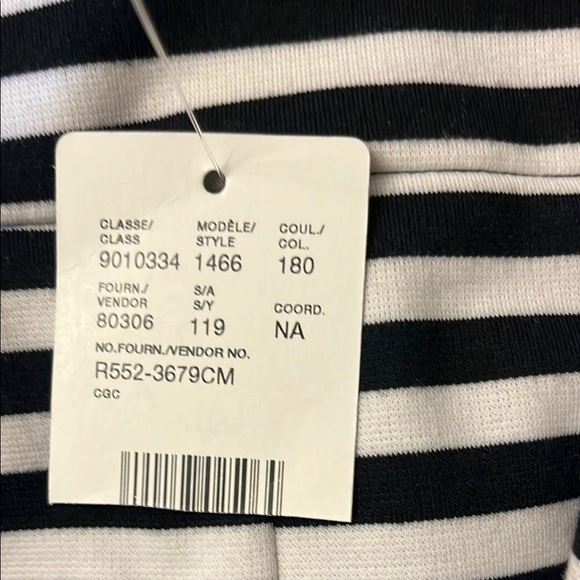 CLASSE/ MODÈLE/ COUL./
CLASS STYLE COL.
9010334 1466 180
FOURN./ S/A
VENDOR S/Y COORD.
80306 119 NA
NO.FOURN./VENDOR NO.
R552-3679CM
CGC